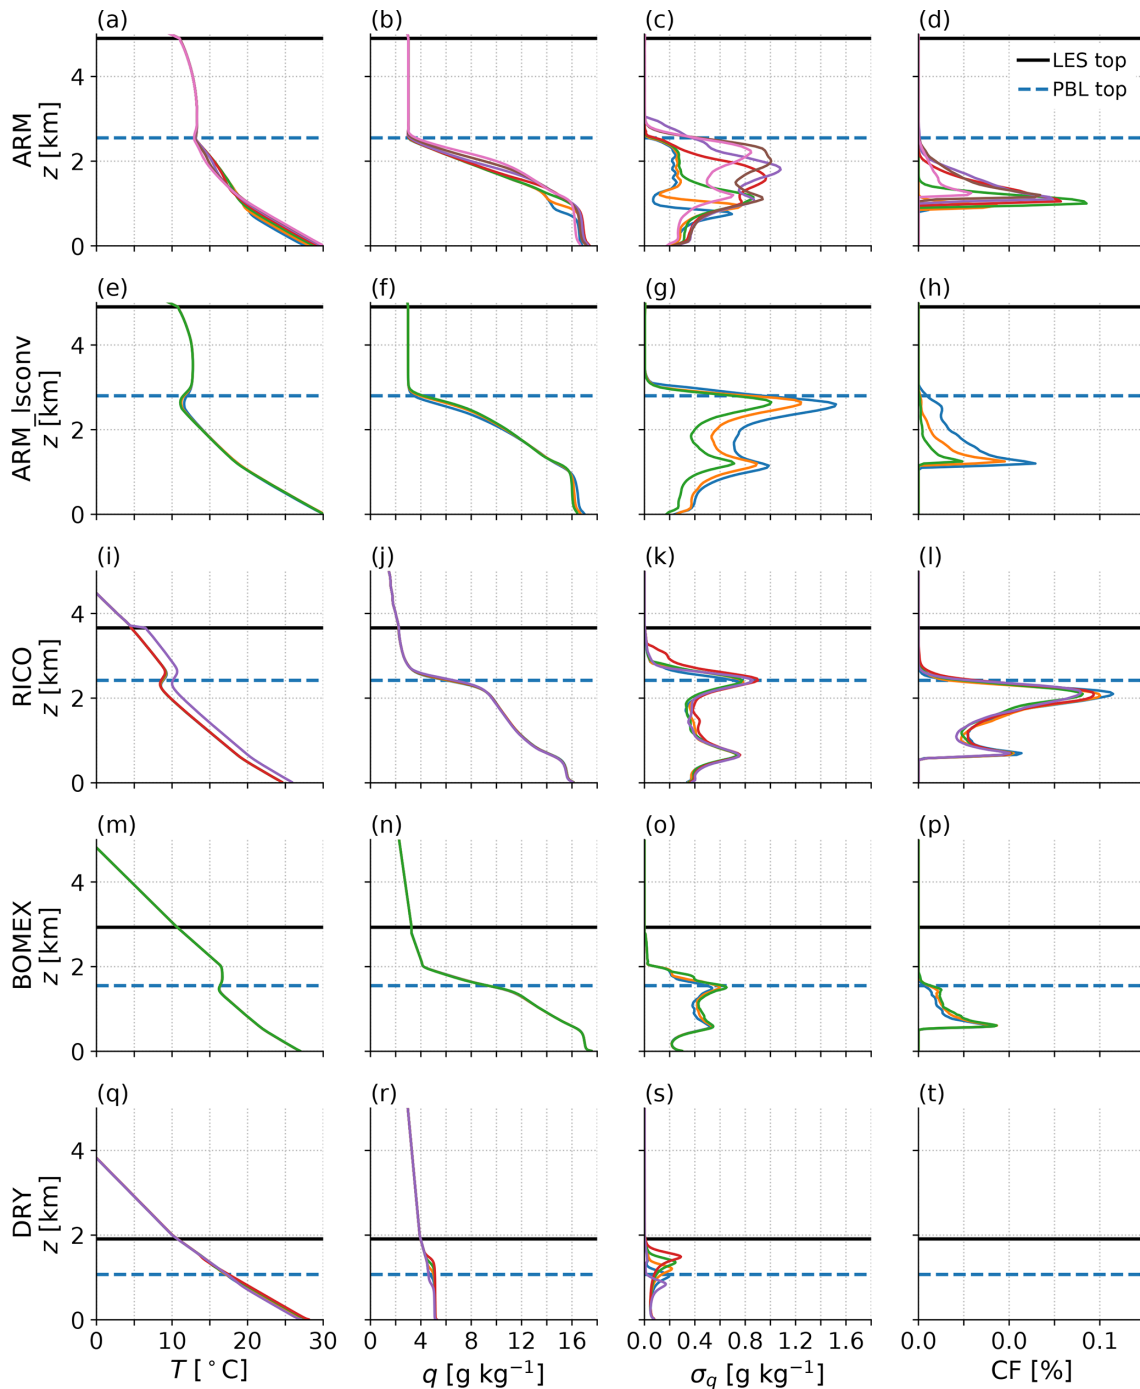 (a) (b) (c) (d)
ARM
z [km]
4
2
0
LES top
PBL top
(e) (f) (g) (h)
ARM_lsconv
z [km]
4
2
0
(i) (j) (k) (l)
RICO
z [km]
4
2
0
(m) (n) (o) (p)
BOMEX
z [km]
4
2
0
(q) (r) (s) (t)
DRY
z [km]
4
2
0
0 10 20 30 0 4 8 12 16 0.0 0.4 0.8 1.2 1.6 0.0 0.0 0.1
T [°C] q [g kg⁻¹] σ_q [g kg⁻¹] CF [%]